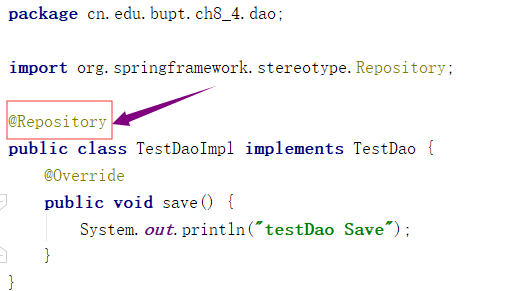 package cn.edu.bupt.ch8_4.dao;
import org.springframework.stereotype.Repository;
@Repository
public class TestDaoImpl implements TestDao {
@Override
public void save() {
System.out.println("testDao Save");
}
}